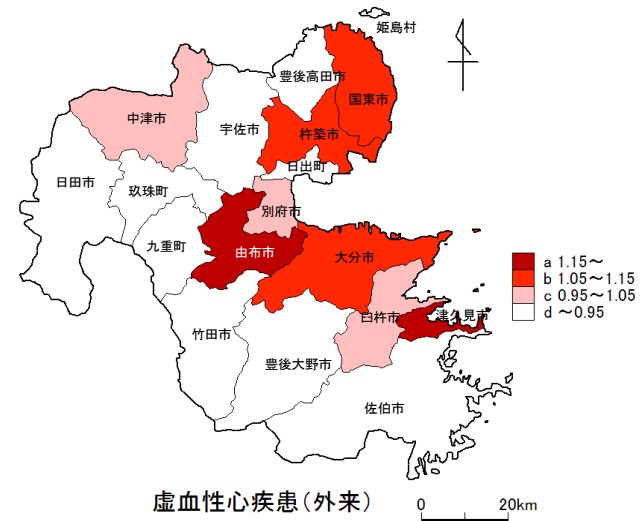 姫島村
豊後高田市
国東市
中津市
宇佐市
杵築市
日出町
日田市
玖珠町
別府市
九重町
由布市
大分市
a 1.15～
b 1.05～1.15
c 0.95～1.05
d ～0.95
臼杵市
津久見市
竹田市
豊後大野市
佐伯市
虚血性心疾患（外来）
0 20km